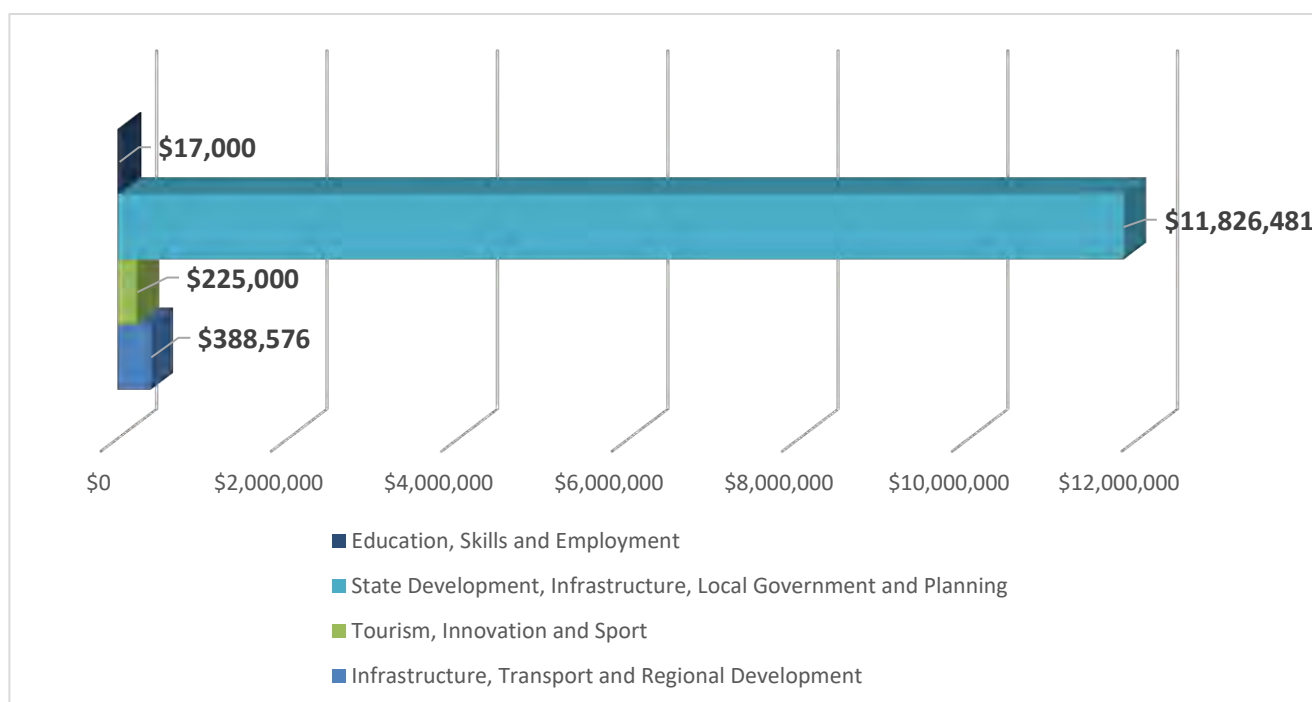 $17,000
$11,826,481
$225,000
$388,576
$0 $2,000,000 $4,000,000 $6,000,000 $8,000,000 $10,000,000 $12,000,000
Education, Skills and Employment
State Development, Infrastructure, Local Government and Planning
Tourism, Innovation and Sport
Infrastructure, Transport and Regional Development